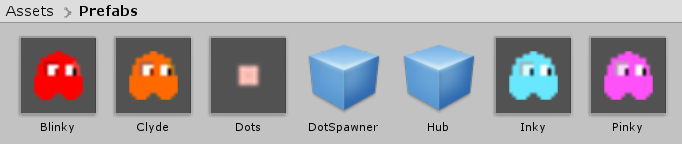 Assets > Prefabs
Blinky Clyde Dots DotSpawner Hub Inky Pinky